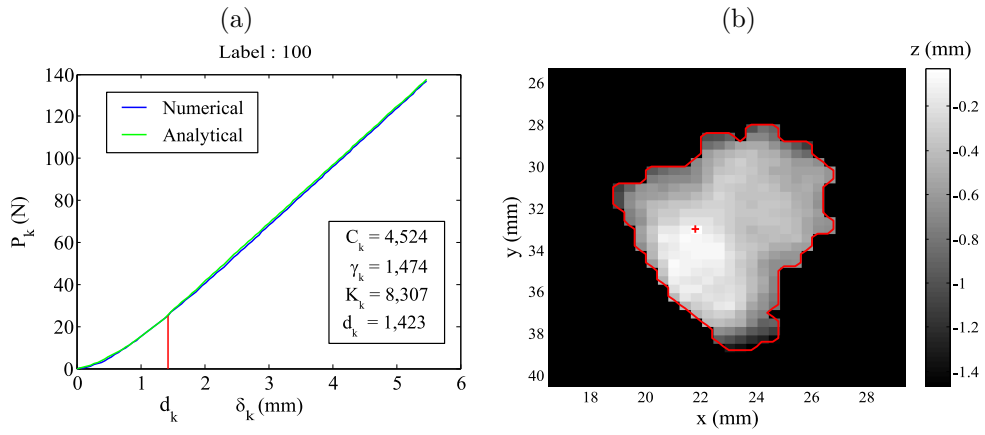 (a)
Label : 100
140
120
100
80
60
40
20
0
P_k (N)
Numerical
Analytical
C_k = 4,524
γ_k = 1,474
K_k = 8,307
d_k = 1,423
0 1 2 3 4 5 6
d_k
δ_k (mm)
(b)
z (mm)
26
28
30
32
34
36
38
40
y (mm)
18 20 22 24 26 28
x (mm)
-0.2
-0.4
-0.6
-0.8
-1
-1.2
-1.4